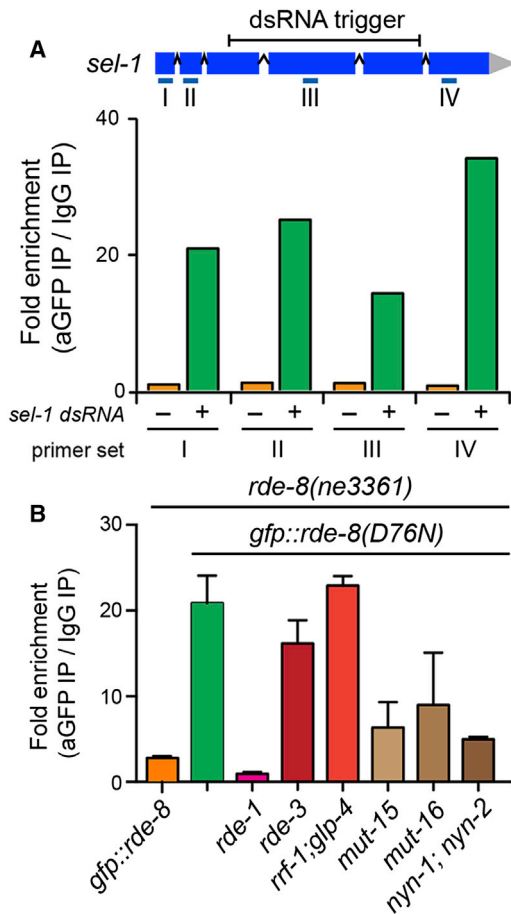 dsRNA trigger
A
sel-1
I II III IV
Fold enrichment
(aGFP IP / IgG IP)
40
20
0
sel-1 dsRNA – + – + – + – +
primer set I II III IV
rde-8(ne3361)
B
gfp::rde-8(D76N)
Fold enrichment
(aGFP IP / IgG IP)
30
20
10
0
gfp::rde-8
rde-1
rde-3
rrf-1;glp-4
mut-15
mut-16
nyn-1; nyn-2